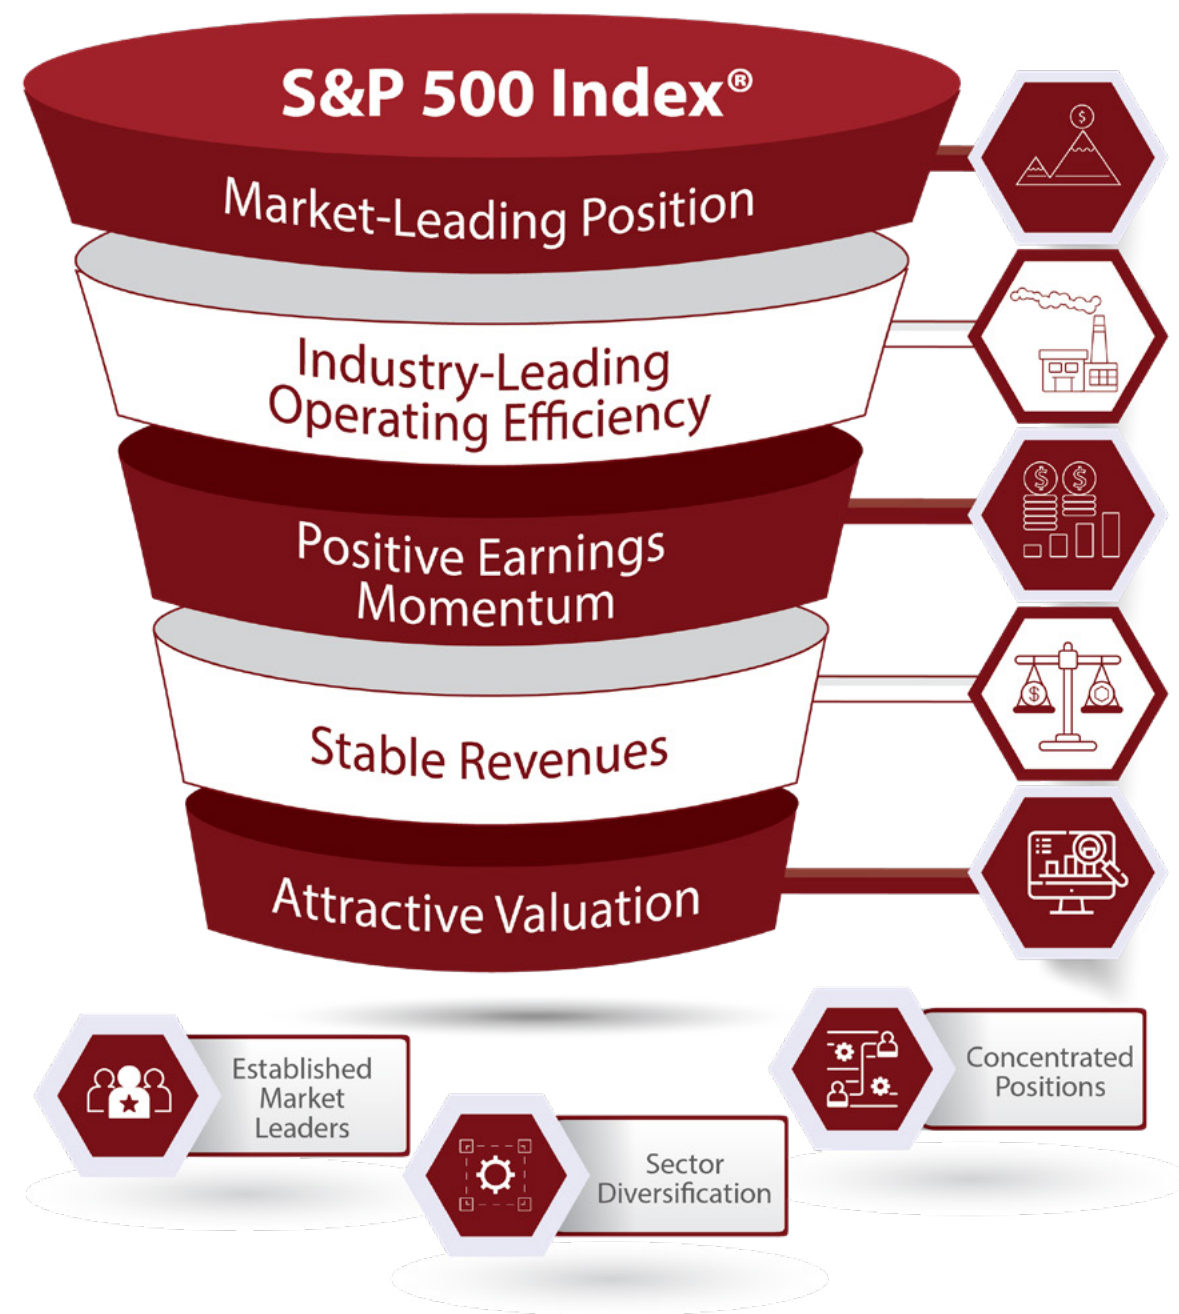 S&P 500 Index®
Market-Leading Position
Industry-Leading
Operating Efficiency
Positive Earnings
Momentum
Stable Revenues
Attractive Valuation
Established
Market
Leaders
Sector
Diversification
Concentrated
Positions